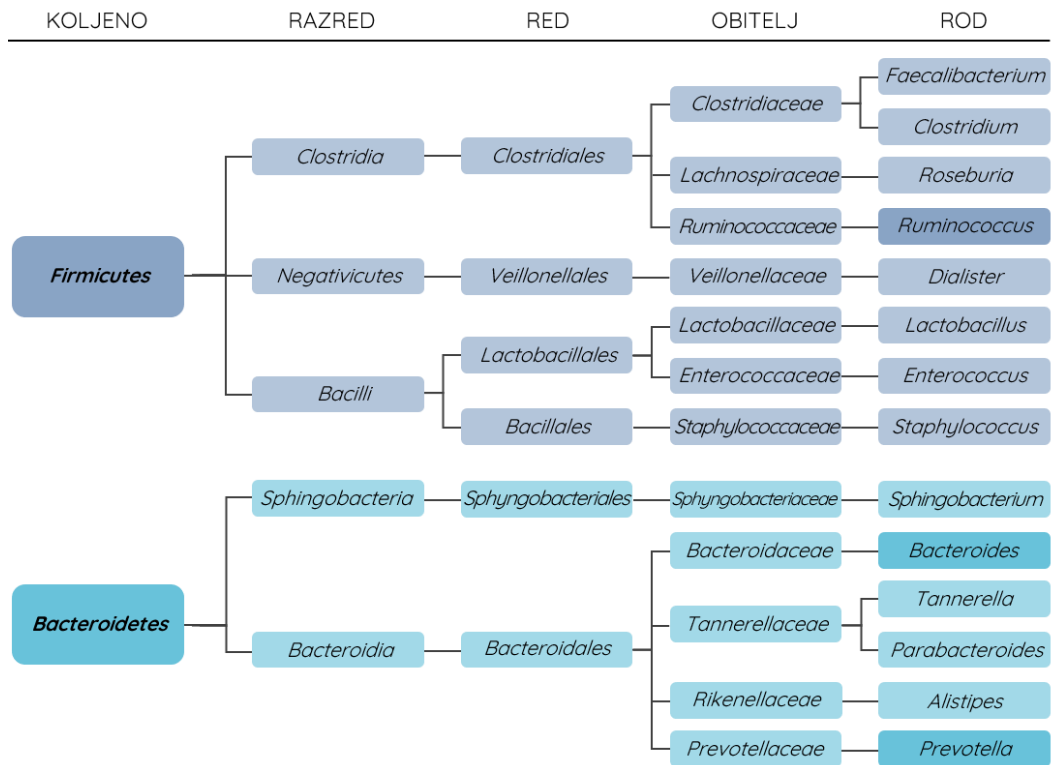 KOLJENO RAZRED RED OBITELJ ROD
Faecalibacterium
Clostridiaceae
Clostridium
Clostridia Clostridiales
Lachnospiraceae Roseburia
Ruminococcaceae Ruminococcus
Firmicutes
Negativicutes Veillonellales Veillonellaceae Dialister
Lactobacillaceae Lactobacillus
Lactobacillales
Enterococcaceae Enterococcus
Bacilli
Bacillales Staphylococcaceae Staphylococcus
Sphingobacteria Sphyngobacteriales Sphyngobacteriaceae Sphingobacterium
Bacteroidaceae Bacteroides
Tannerella
Bacteroidetes
Tannerellaceae
Bacteroidia Bacteroidales
Parabacteroides
Rikenellaceae Alistipes
Prevotellaceae Prevotella